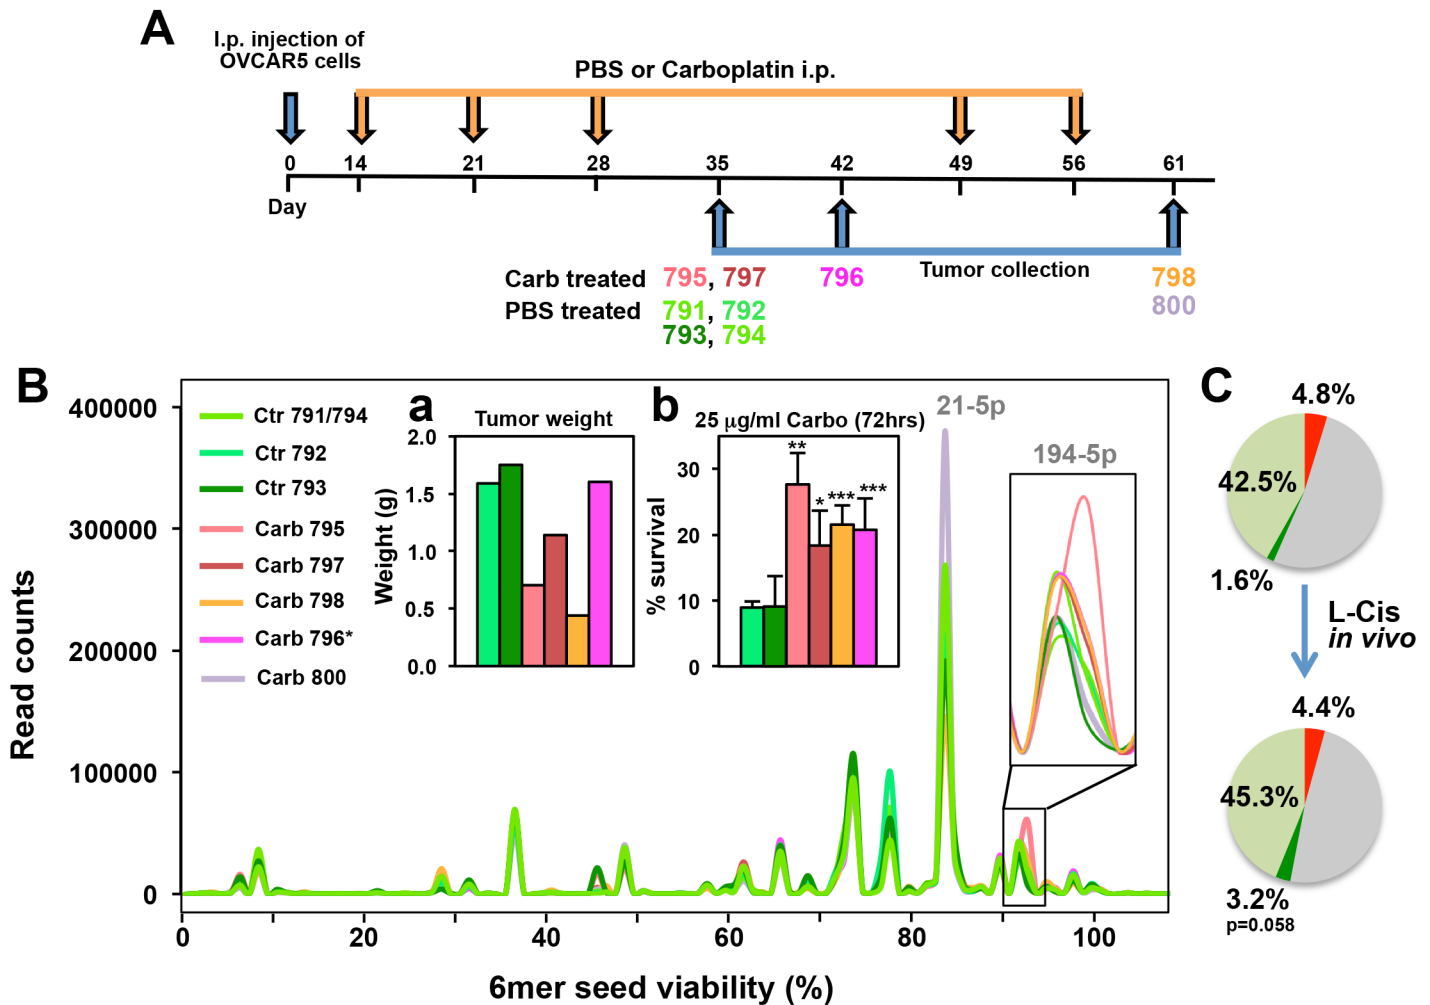 A
I.p. injection of
OVCAR5 cells
PBS or Carboplatin i.p.
0 14 21 28 35 42 49 56 61
Day
Tumor collection
Carb treated 795, 797 796 798
PBS treated 791, 792 800
793, 794
B
400000
300000
200000
100000
0
Read counts
Ctr 791/794
Ctr 792
Ctr 793
Carb 795
Carb 797
Carb 798
Carb 796*
Carb 800
a
Tumor weight
2.0
1.5
1.0
0.5
0.0
Weight (g)
b
25 μg/ml Carbo (72hrs)
30
20
10
0
% survival
** * *** ***
21-5p
194-5p
0 20 40 60 80 100
6mer seed viability (%)
C
4.8%
42.5%
1.6%
L-Cis
in vivo
4.4%
45.3%
3.2%
p=0.058